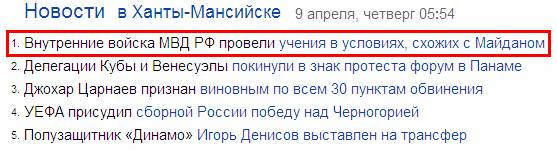 Новости в Ханты-Мансийске 9 апреля, четверг 05:54
1. Внутренние войска МВД РФ провели учения в условиях, схожих с Майданом
2. Делегации Кубы и Венесуэлы покинули в знак протеста форум в Панаме
3. Джохар Царнаев признан виновным по всем 30 пунктам обвинения
4. УЕФА присудил сборной России победу над Черногорией
5. Полузащитник «Динамо» Игорь Денисов выставлен на трансфер